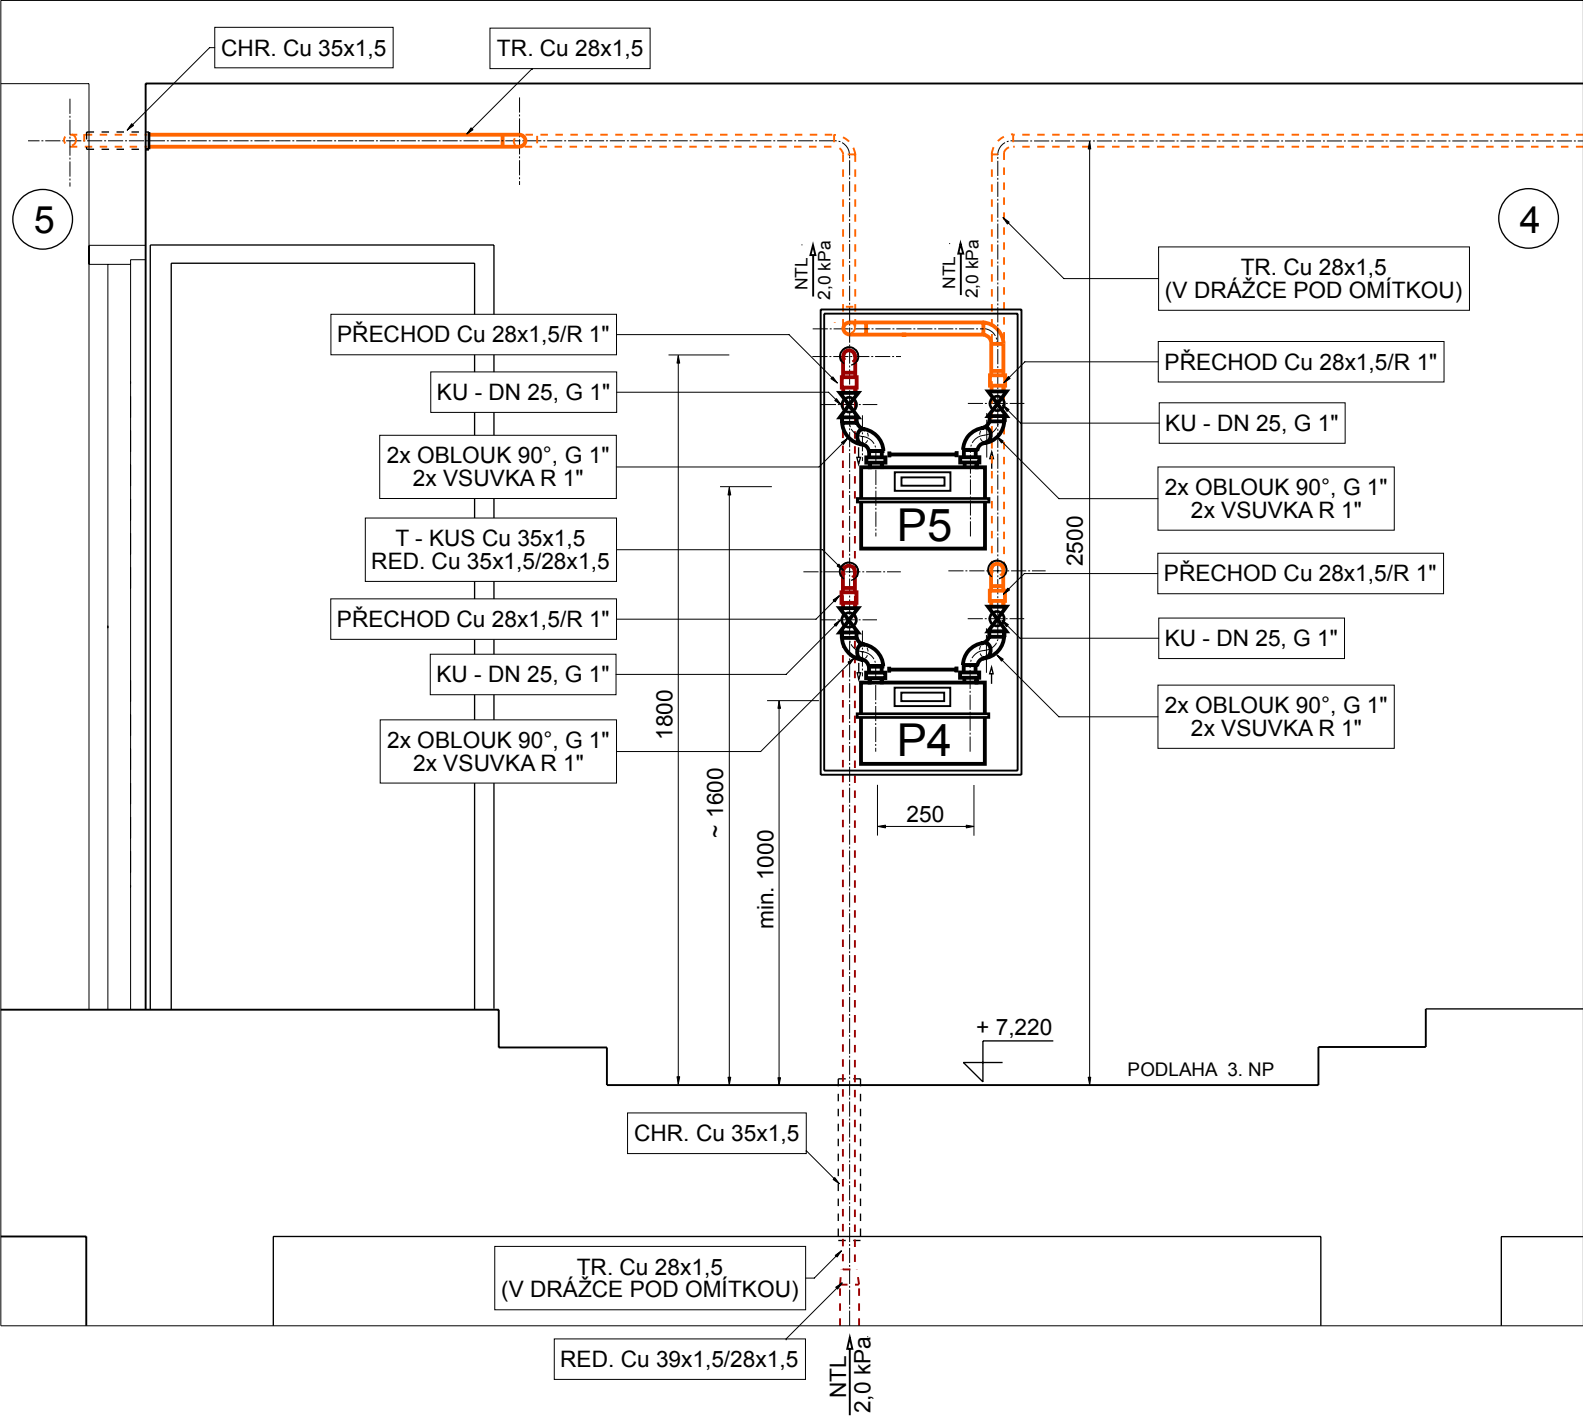 CHR. Cu 35x1,5
TR. Cu 28x1,5
5
4
NTL
2,0 kPa
NTL
2,0 kPa
TR. Cu 28x1,5
(V DRÁŽCE POD OMÍTKOU)
PŘECHOD Cu 28x1,5/R 1"
KU - DN 25, G 1"
2x OBLOUK 90°, G 1"
2x VSUVKA R 1"
T - KUS Cu 35x1,5
RED. Cu 35x1,5/28x1,5
PŘECHOD Cu 28x1,5/R 1"
KU - DN 25, G 1"
2x OBLOUK 90°, G 1"
2x VSUVKA R 1"
PŘECHOD Cu 28x1,5/R 1"
KU - DN 25, G 1"
2x OBLOUK 90°, G 1"
2x VSUVKA R 1"
PŘECHOD Cu 28x1,5/R 1"
KU - DN 25, G 1"
2x OBLOUK 90°, G 1"
2x VSUVKA R 1"
P5
P4
1800
~ 1600
min. 1000
250
2500
+ 7,220
PODLAHA 3. NP
CHR. Cu 35x1,5
TR. Cu 28x1,5
(V DRÁŽCE POD OMÍTKOU)
RED. Cu 39x1,5/28x1,5
NTL
2,0 kPa